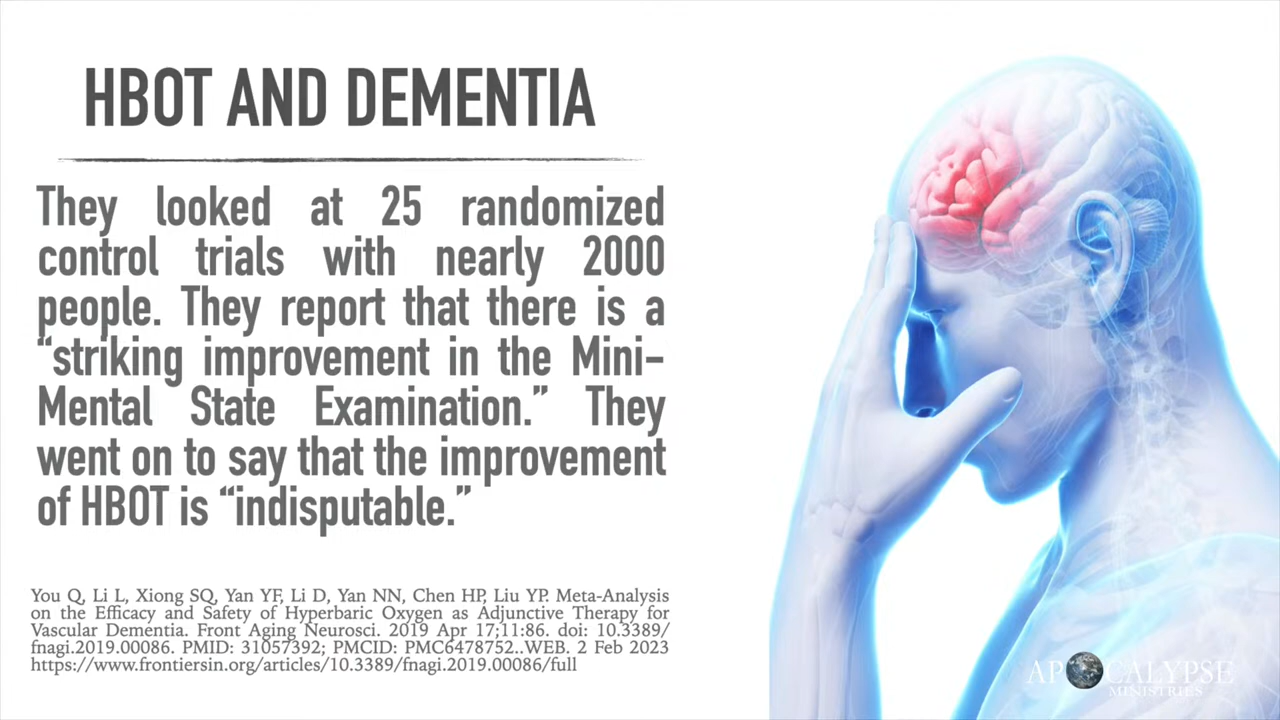 HBOT AND DEMENTIA
They looked at 25 randomized
control trials with nearly 2000
people. They report that there is a
“striking improvement in the Mini-
Mental State Examination.” They
went on to say that the improvement
of HBOT is “indisputable.”
You Q, Li L, Xiong SQ, Yan YF, Li D, Yan NN, Chen HP, Liu YP. Meta-Analysis
on the Efficacy and Safety of Hyperbaric Oxygen as Adjunctive Therapy for
Vascular Dementia. Front Aging Neurosci. 2019 Apr 17;11:86. doi: 10.3389/
fnagi.2019.00086. PMID: 31057392; PMCID: PMC6478752..WEB. 2 Feb 2023
https://www.frontiersin.org/articles/10.3389/fnagi.2019.00086/full
APOCALYPSE
MINISTRIES